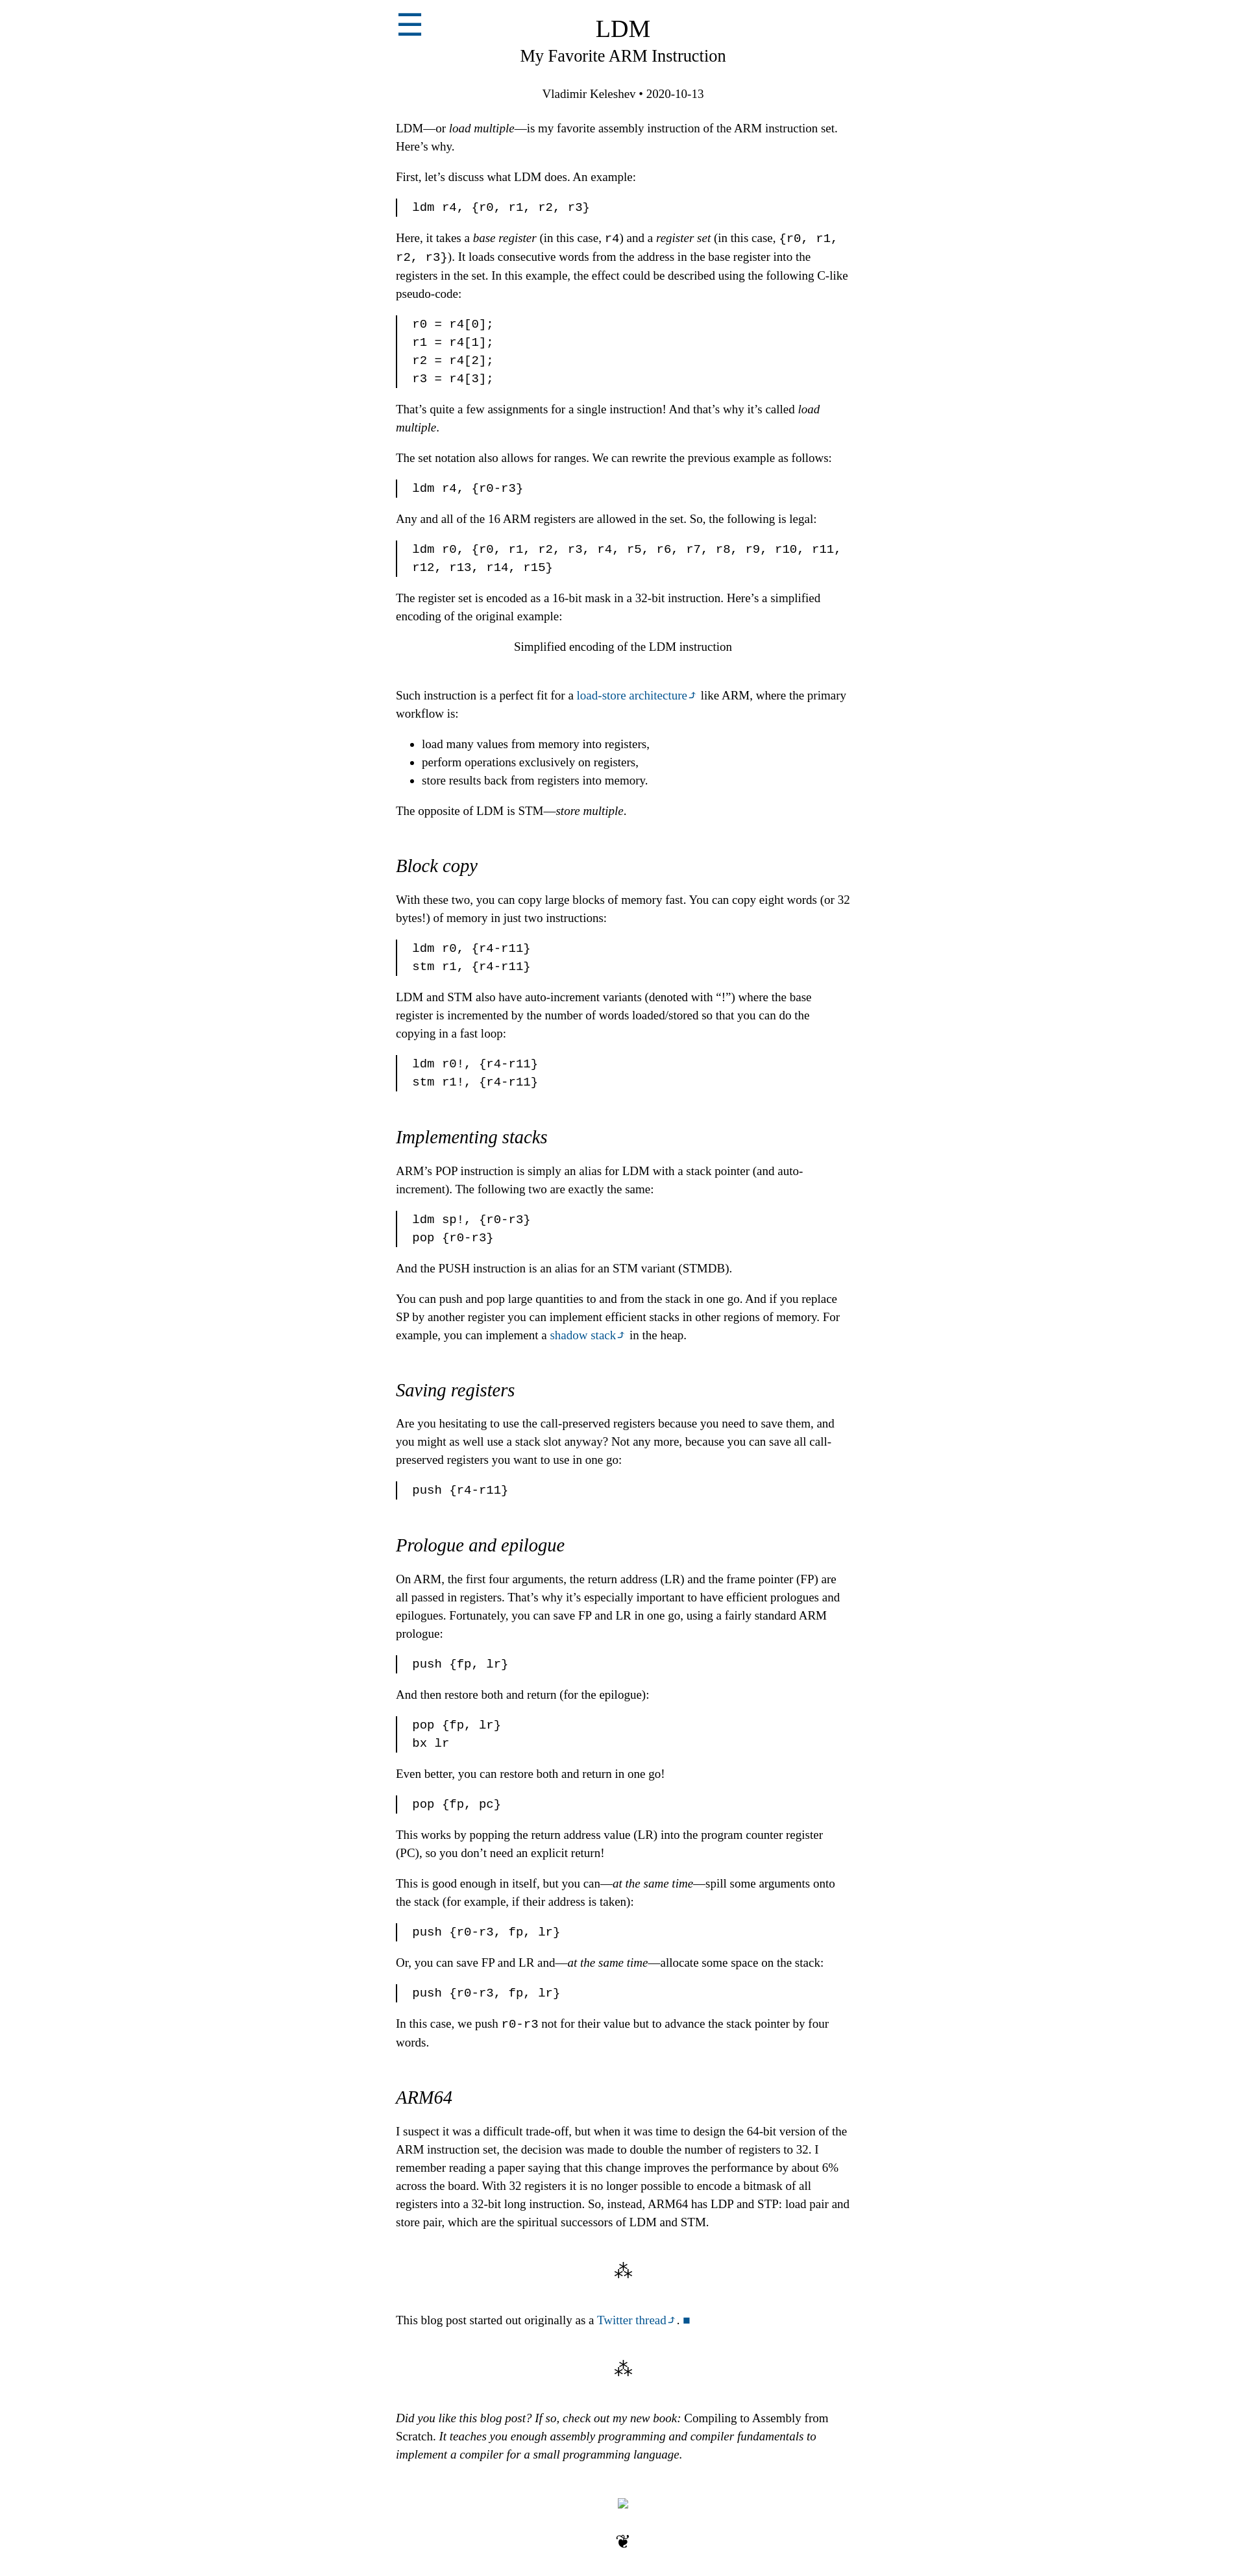 ☰
LDM
My Favorite ARM Instruction
Vladimir Keleshev • 2020-10-13
LDM—or load multiple—is my favorite assembly instruction of the ARM instruction set.
Here’s why.
First, let’s discuss what LDM does. An example:
ldm r4, {r0, r1, r2, r3}
Here, it takes a base register (in this case, r4) and a register set (in this case, {r0, r1,
r2, r3}). It loads consecutive words from the address in the base register into the
registers in the set. In this example, the effect could be described using the following C-like
pseudo-code:
r0 = r4[0];
r1 = r4[1];
r2 = r4[2];
r3 = r4[3];
That’s quite a few assignments for a single instruction! And that’s why it’s called load
multiple.
The set notation also allows for ranges. We can rewrite the previous example as follows:
ldm r4, {r0-r3}
Any and all of the 16 ARM registers are allowed in the set. So, the following is legal:
ldm r0, {r0, r1, r2, r3, r4, r5, r6, r7, r8, r9, r10, r11,
r12, r13, r14, r15}
The register set is encoded as a 16-bit mask in a 32-bit instruction. Here’s a simplified
encoding of the original example:
Simplified encoding of the LDM instruction
Such instruction is a perfect fit for a load-store architecture⤴ like ARM, where the primary
workflow is:
• load many values from memory into registers,
• perform operations exclusively on registers,
• store results back from registers into memory.
The opposite of LDM is STM—store multiple.
Block copy
With these two, you can copy large blocks of memory fast. You can copy eight words (or 32
bytes!) of memory in just two instructions:
ldm r0, {r4-r11}
stm r1, {r4-r11}
LDM and STM also have auto-increment variants (denoted with “!”) where the base
register is incremented by the number of words loaded/stored so that you can do the
copying in a fast loop:
ldm r0!, {r4-r11}
stm r1!, {r4-r11}
Implementing stacks
ARM’s POP instruction is simply an alias for LDM with a stack pointer (and auto-
increment). The following two are exactly the same:
ldm sp!, {r0-r3}
pop {r0-r3}
And the PUSH instruction is an alias for an STM variant (STMDB).
You can push and pop large quantities to and from the stack in one go. And if you replace
SP by another register you can implement efficient stacks in other regions of memory. For
example, you can implement a shadow stack⤴ in the heap.
Saving registers
Are you hesitating to use the call-preserved registers because you need to save them, and
you might as well use a stack slot anyway? Not any more, because you can save all call-
preserved registers you want to use in one go:
push {r4-r11}
Prologue and epilogue
On ARM, the first four arguments, the return address (LR) and the frame pointer (FP) are
all passed in registers. That’s why it’s especially important to have efficient prologues and
epilogues. Fortunately, you can save FP and LR in one go, using a fairly standard ARM
prologue:
push {fp, lr}
And then restore both and return (for the epilogue):
pop {fp, lr}
bx lr
Even better, you can restore both and return in one go!
pop {fp, pc}
This works by popping the return address value (LR) into the program counter register
(PC), so you don’t need an explicit return!
This is good enough in itself, but you can—at the same time—spill some arguments onto
the stack (for example, if their address is taken):
push {r0-r3, fp, lr}
Or, you can save FP and LR and—at the same time—allocate some space on the stack:
push {r0-r3, fp, lr}
In this case, we push r0-r3 not for their value but to advance the stack pointer by four
words.
ARM64
I suspect it was a difficult trade-off, but when it was time to design the 64-bit version of the
ARM instruction set, the decision was made to double the number of registers to 32. I
remember reading a paper saying that this change improves the performance by about 6%
across the board. With 32 registers it is no longer possible to encode a bitmask of all
registers into a 32-bit long instruction. So, instead, ARM64 has LDP and STP: load pair and
store pair, which are the spiritual successors of LDM and STM.
⁂
This blog post started out originally as a Twitter thread⤴. ■
⁂
Did you like this blog post? If so, check out my new book: Compiling to Assembly from
Scratch. It teaches you enough assembly programming and compiler fundamentals to
implement a compiler for a small programming language.
❦